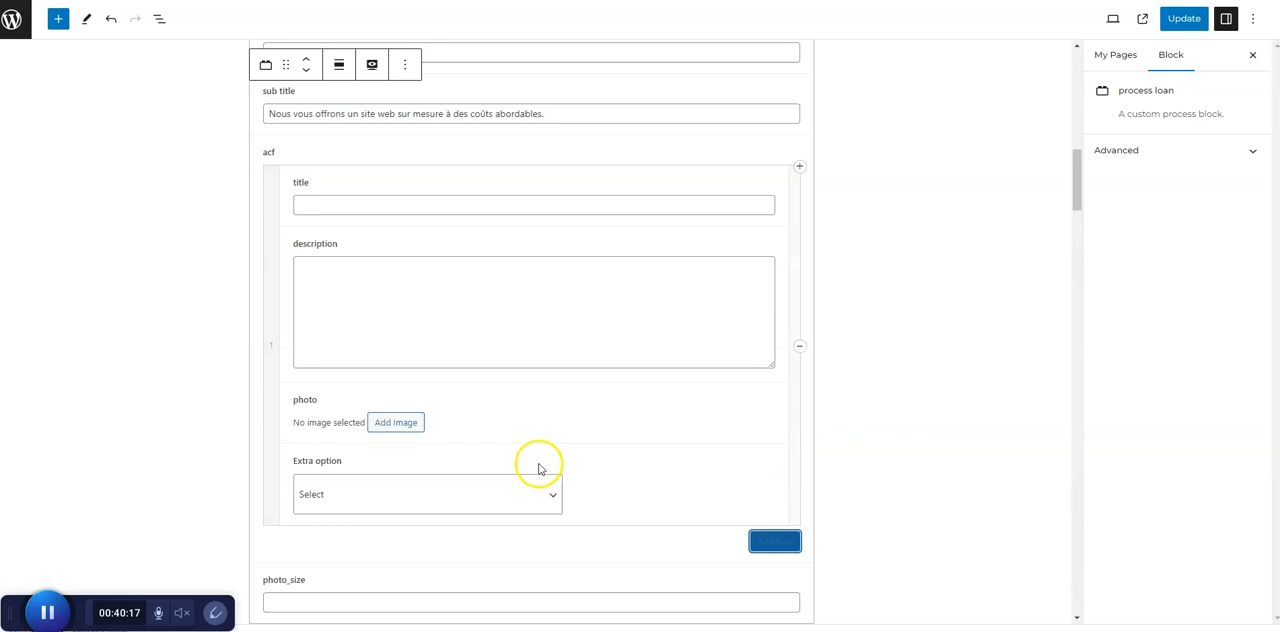 Update
My Pages
Block
process loan
A custom process block.
Advanced
sub title
Nous vous offrons un site web sur mesure à des coûts abordables.
acf
title
description
1
photo
No image selected
Add Image
Extra option
Select
photo_size
00:40:17